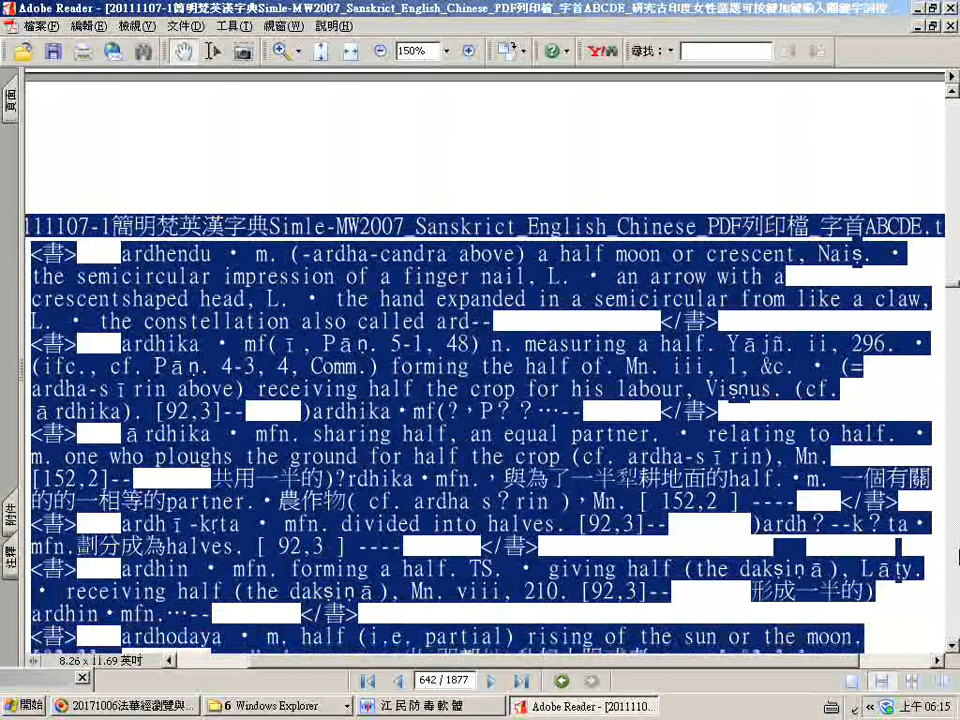 Adobe Reader - [20111107-1簡明梵英漢字典Simle-MW2007_Sanskrict_English_Chinese_PDF列印檔_字首ABCDE_研究古印度女性議題可按鍵加鍵輸入關鍵字詞搜
檔案(F) 編輯(E) 檢視(V) 文件(D) 工具(T) 視窗(W) 說明(H)
150% Y! 尋找：
頁面
111107-1簡明梵英漢字典Simle-MW2007_Sanskrict_English_Chinese_PDF列印檔_字首ABCDE.t
<書> ardhendu • m. (-ardha-candra above) a half moon or crescent, Naiṣ. •
the semicircular impression of a finger nail, L. • an arrow with a
crescentshaped head, L. • the hand expanded in a semicircular from like a claw,
L. • the constellation also called ard-- </書>
<書> ardhika • mf(ī, Pāṇ. 5-1, 48) n. measuring a half. Yājñ. ii, 296. •
(ifc., cf. Pāṇ. 4-3, 4, Comm.) forming the half of. Mn. iii, 1, &c. • (=
ardha-sīrin above) receiving half the crop for his labour, Viṣṇus. (cf.
ārdhika). [92,3]-- )ardhika•mf(?，P？？…-- </書>
<書> ārdhika • mfn. sharing half, an equal partner. • relating to half. •
m. one who ploughs the ground for half the crop (cf. ardha-sīrin), Mn.
[152,2]-- 共用一半的)?rdhika•mfn.，與為了一半犁耕地面的half.•m. 一個有關
的的一相等的partner.•農作物( cf. ardha s？rin )，Mn. [ 152,2 ] ---- </書>
<書> ardhī-kṛta • mfn. divided into halves. [92,3]-- )ardh？--k？ta•
mfn.劃分成為halves. [ 92,3 ] ---- </書>
<書> ardhin • mfn. forming a half. TS. • giving half (the dakṣiṇā), Lāṭy.
• receiving half (the dakṣiṇā), Mn. viii, 210. [92,3]-- 形成一半的)
ardhin•mfn.…-- </書>
<書> ardhodaya • m. half (i.e. partial) rising of the sun or the moon.
附件
注釋
8.26 x 11.69 英吋
642 / 1877
開始 20171006法華經瀏覽與... 6 Windows Explorer 江民防毒軟體 Adobe Reader - [2011110... 上午 06:15